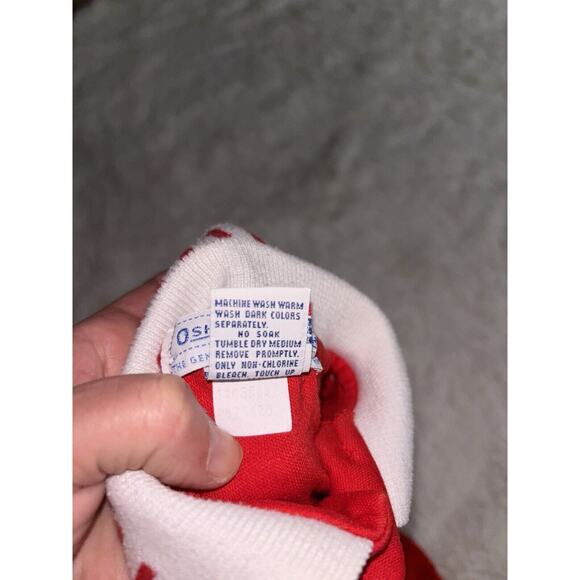 OSH
THE GEN
MACHINE WASH WARM
WASH DARK COLORS
SEPARATELY.
NO SOAK
TUMBLE DRY MEDIUM
REMOVE PROMPTLY.
ONLY NON-CHLORINE
BLEACH. TOUCH UP